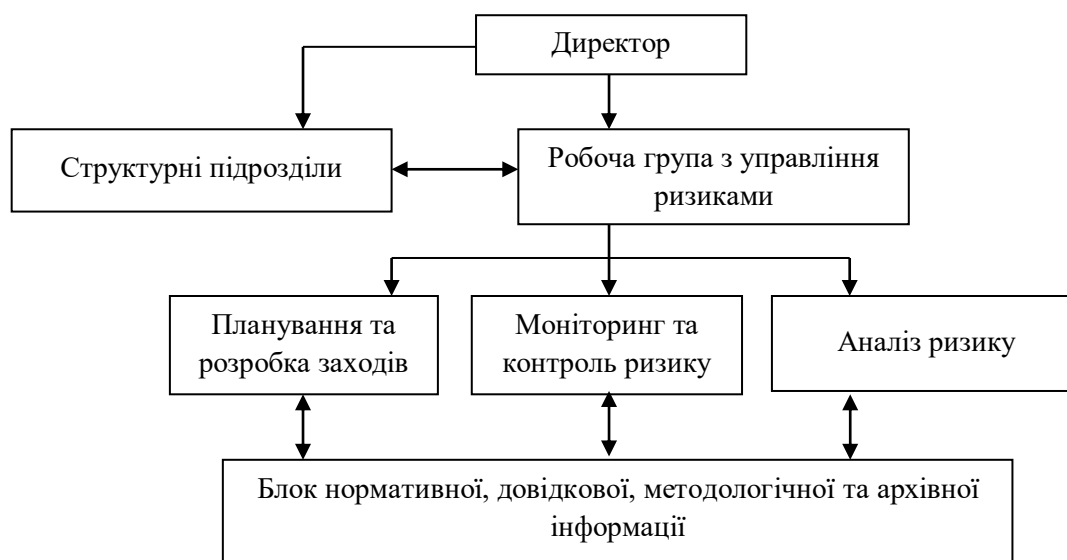 Директор
Структурні підрозділи
Робоча група з управління
ризиками
Планування та
розробка заходів
Моніторинг та
контроль ризику
Аналіз ризику
Блок нормативної, довідкової, методологічної та архівної
інформації